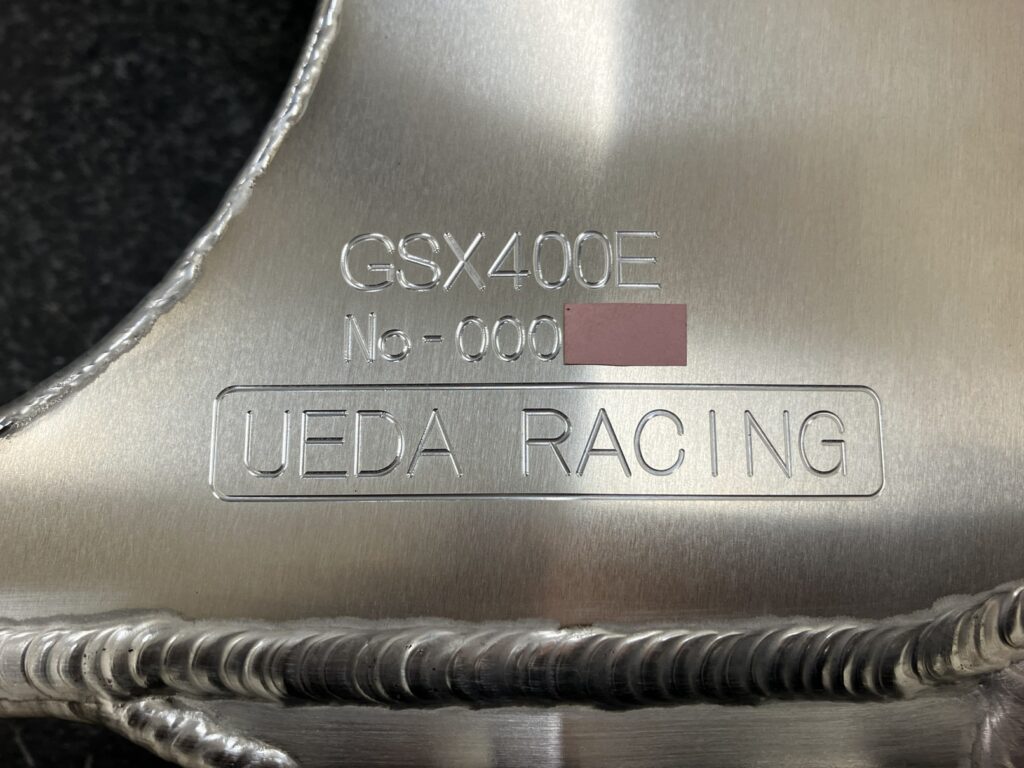 GSX400E
No-000
UEDA RACING